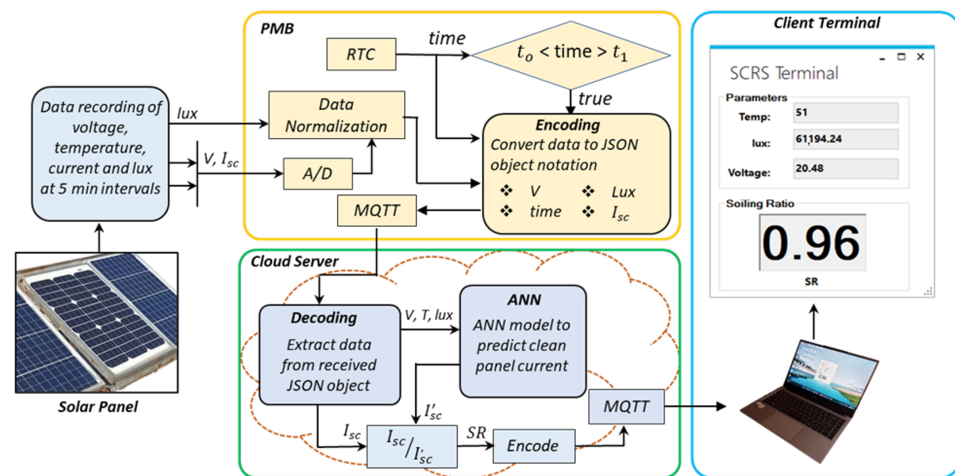 Data recording of
voltage,
temperature,
current and lux
at 5 min intervals
Solar Panel
lux
V, I_sc
PMB
RTC
time
t_o < time > t_1
true
Data
Normalization
A/D
MQTT
Encoding
Convert data to JSON
object notation
❖ V ❖ Lux
❖ time ❖ I_sc
Cloud Server
Decoding
Extract data
from received
JSON object
V, T, lux
ANN
ANN model to
predict clean
panel current
I_sc
I'_sc
I_sc/I'_sc
SR
Encode
MQTT
Client Terminal
SCRS Terminal
Parameters
Temp: 51
lux: 61,194.24
Voltage: 20.48
Soiling Ratio
0.96
SR